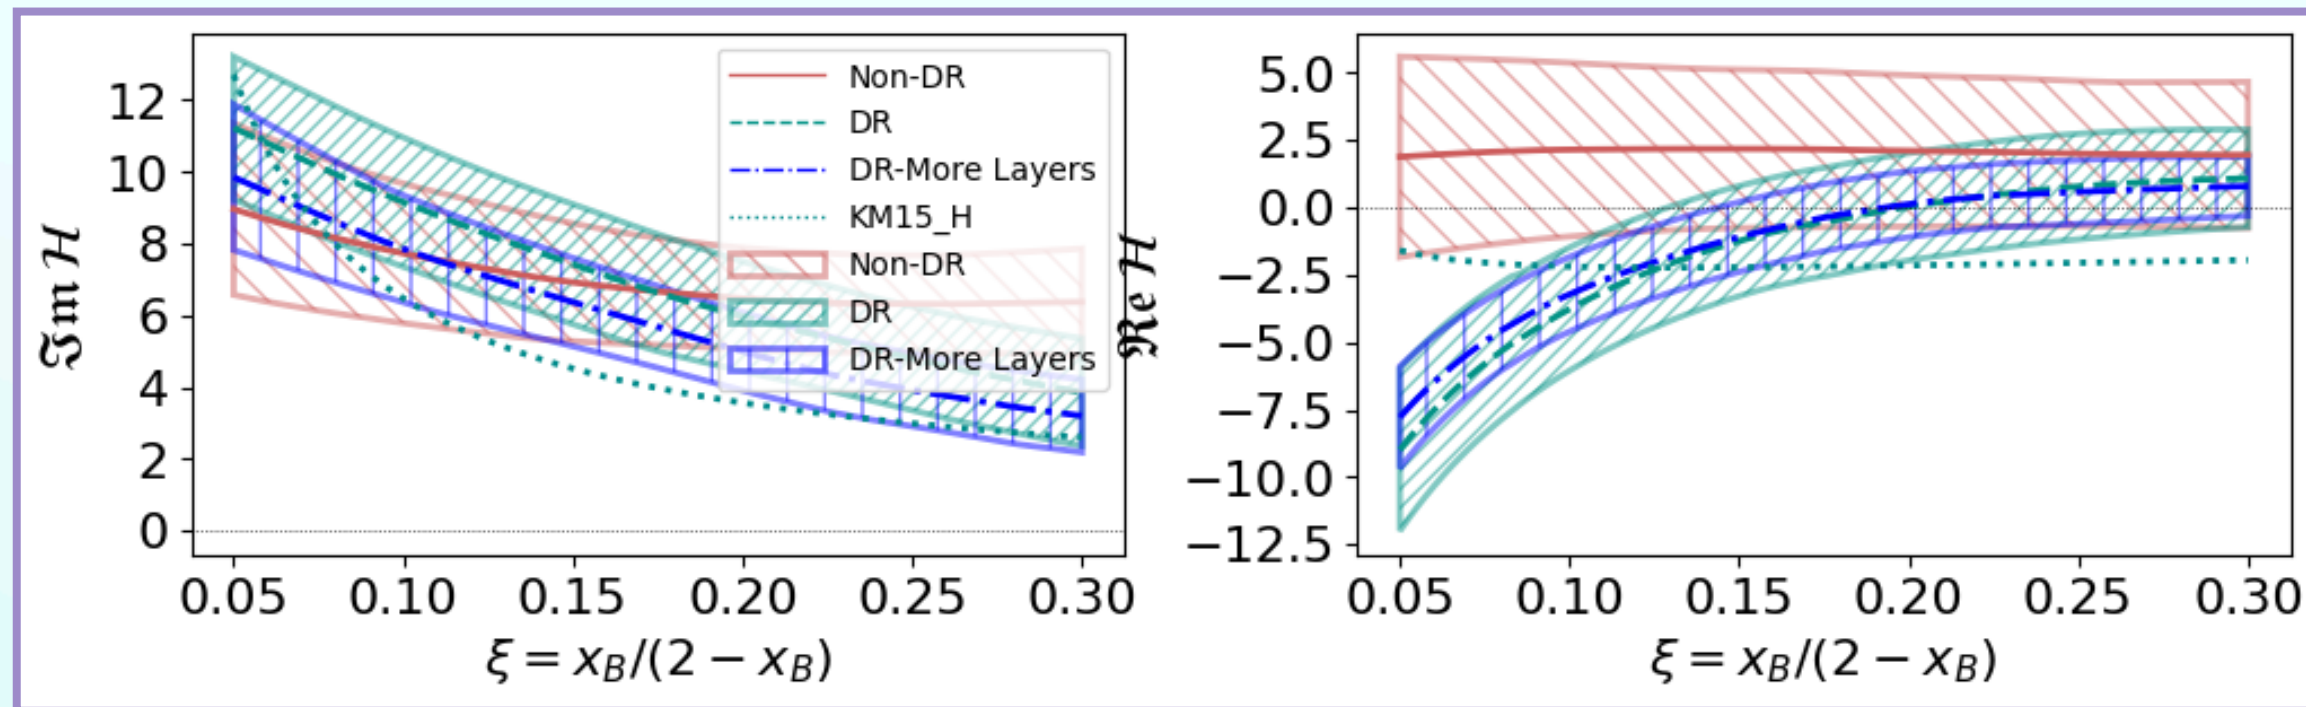 12
10
8
6
4
2
0
ℑm ℋ
Non-DR
DR
DR-More Layers
KM15_H
Non-DR
DR
DR-More Layers
0.05 0.10 0.15 0.20 0.25 0.30
ξ = x_B/(2 − x_B)
5.0
2.5
0.0
−2.5
−5.0
−7.5
−10.0
−12.5
ℜe ℋ
0.05 0.10 0.15 0.20 0.25 0.30
ξ = x_B/(2 − x_B)